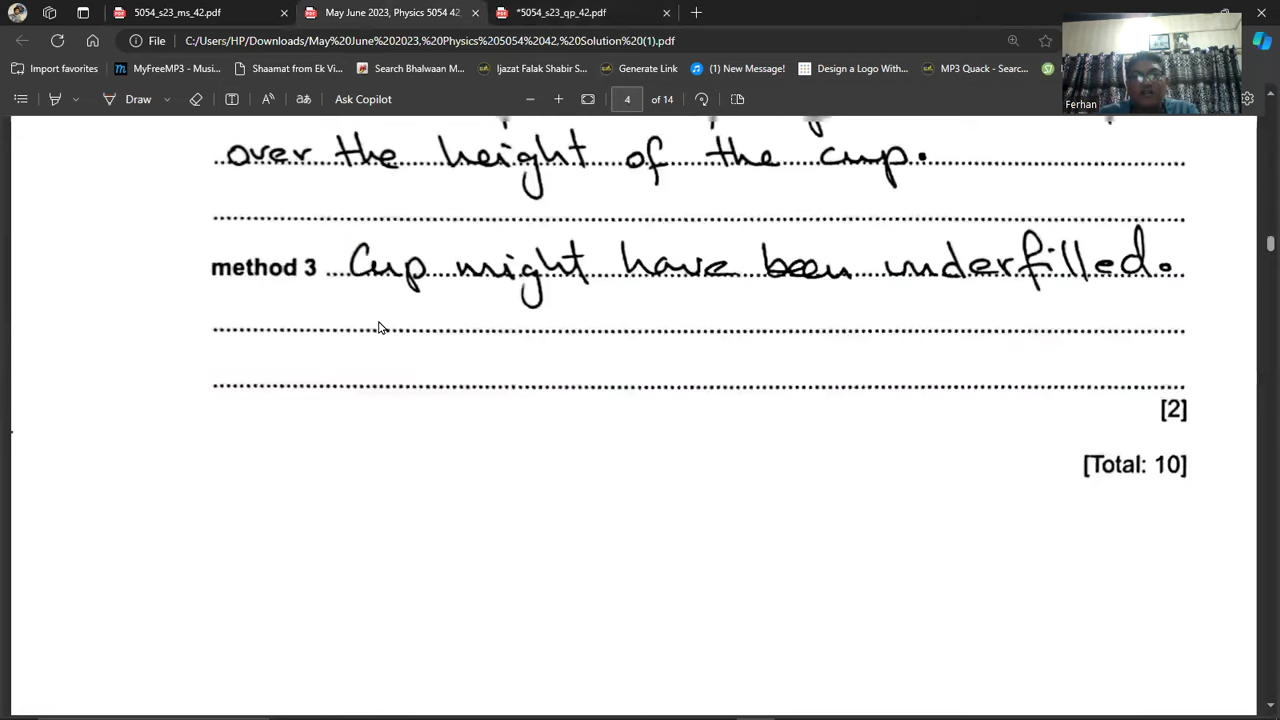 5054_s23_ms_42.pdf
May June 2023, Physics 5054 42,
*5054_s23_qp_42.pdf
File C:/Users/HP/Downloads/May%20June%202023,%20Physics%205054%2042,%20Solution%20(1).pdf
Import favorites MyFreeMP3 - Musi... Shaamat from Ek Vi... Search Bhalwaan M... Ijazat Falak Shabir S... Generate Link (1) New Message! Design a Logo With... MP3 Quack - Searc...
Draw Ask Copilot 4 of 14
Ferhan
over the height of the cup.
method 3 Cup might have been underfilled.
[2]
[Total: 10]